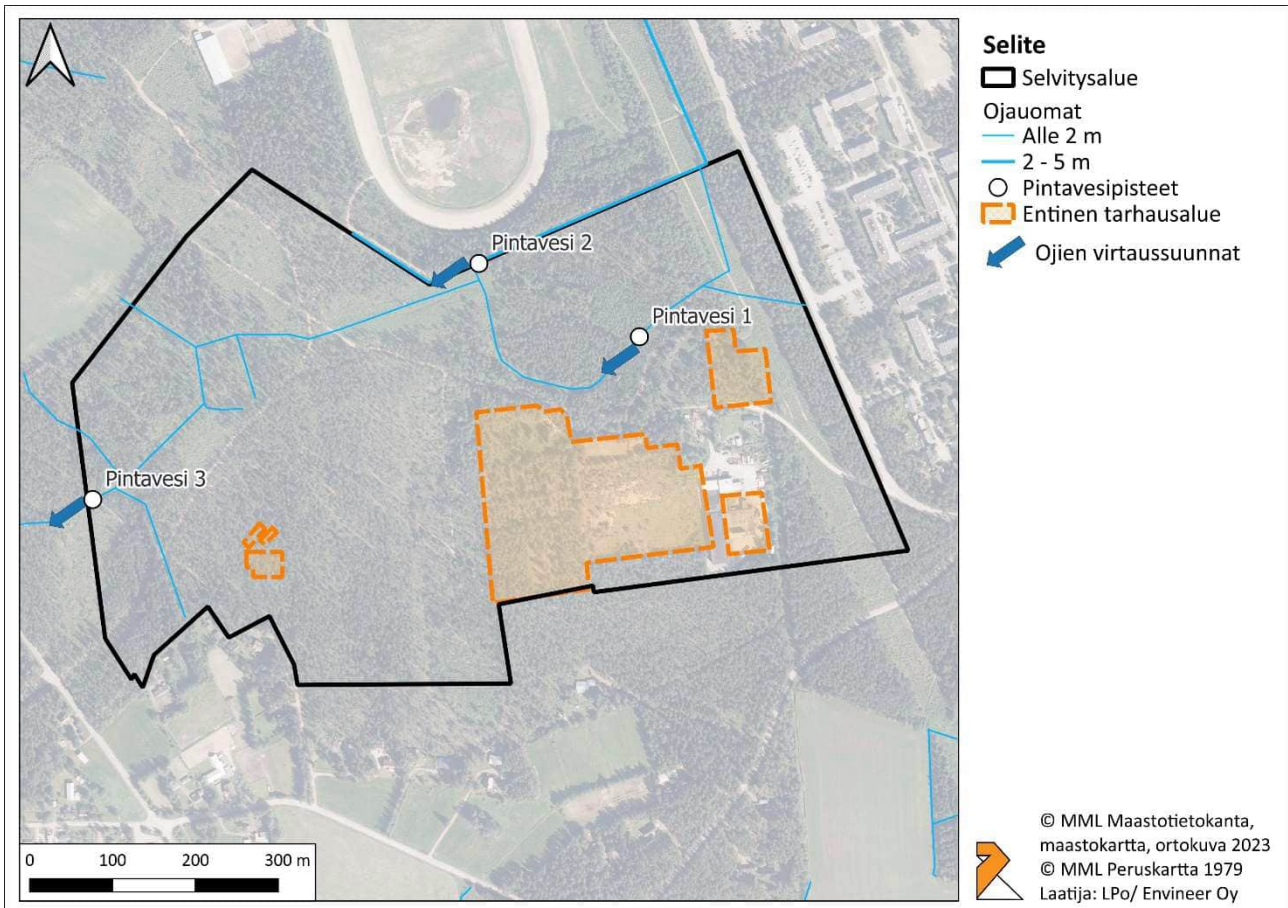 Pintavesi 2
Pintavesi 1
Pintavesi 3
0 100 200 300 m
Selite
Selvitysalue
Ojauomat
Alle 2 m
2 - 5 m
Pintavesipisteet
Entinen tarhausalue
Ojien virtaussuunnat
© MML Maastotietokanta,
maastokartta, ortokuva 2023
© MML Peruskartta 1979
Laatija: LPo/ Envineer Oy